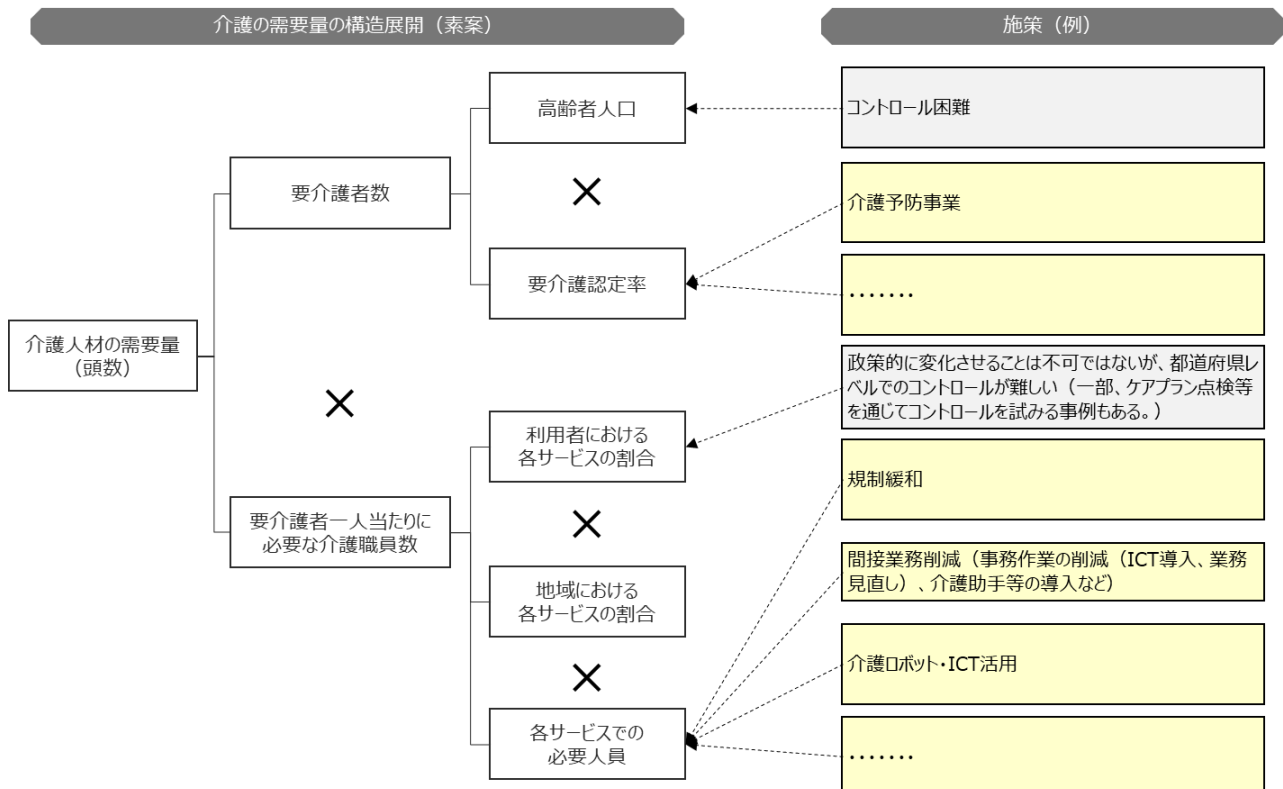 介護の需要量の構造展開（素案）
施策（例）
介護人材の需要量
（頭数）
要介護者数
×
要介護者一人当たりに
必要な介護職員数
高齢者人口
×
要介護認定率
利用者における
各サービスの割合
×
地域における
各サービスの割合
×
各サービスでの
必要人員
コントロール困難
介護予防事業
・・・・・・・
政策的に変化させることは不可ではないが、都道府県レ
ベルでのコントロールが難しい（一部、ケアプラン点検等
を通じてコントロールを試みる事例もある。）
規制緩和
間接業務削減（事務作業の削減（ICT導入、業務
見直し）、介護助手等の導入など）
介護ロボット・ICT活用
・・・・・・・